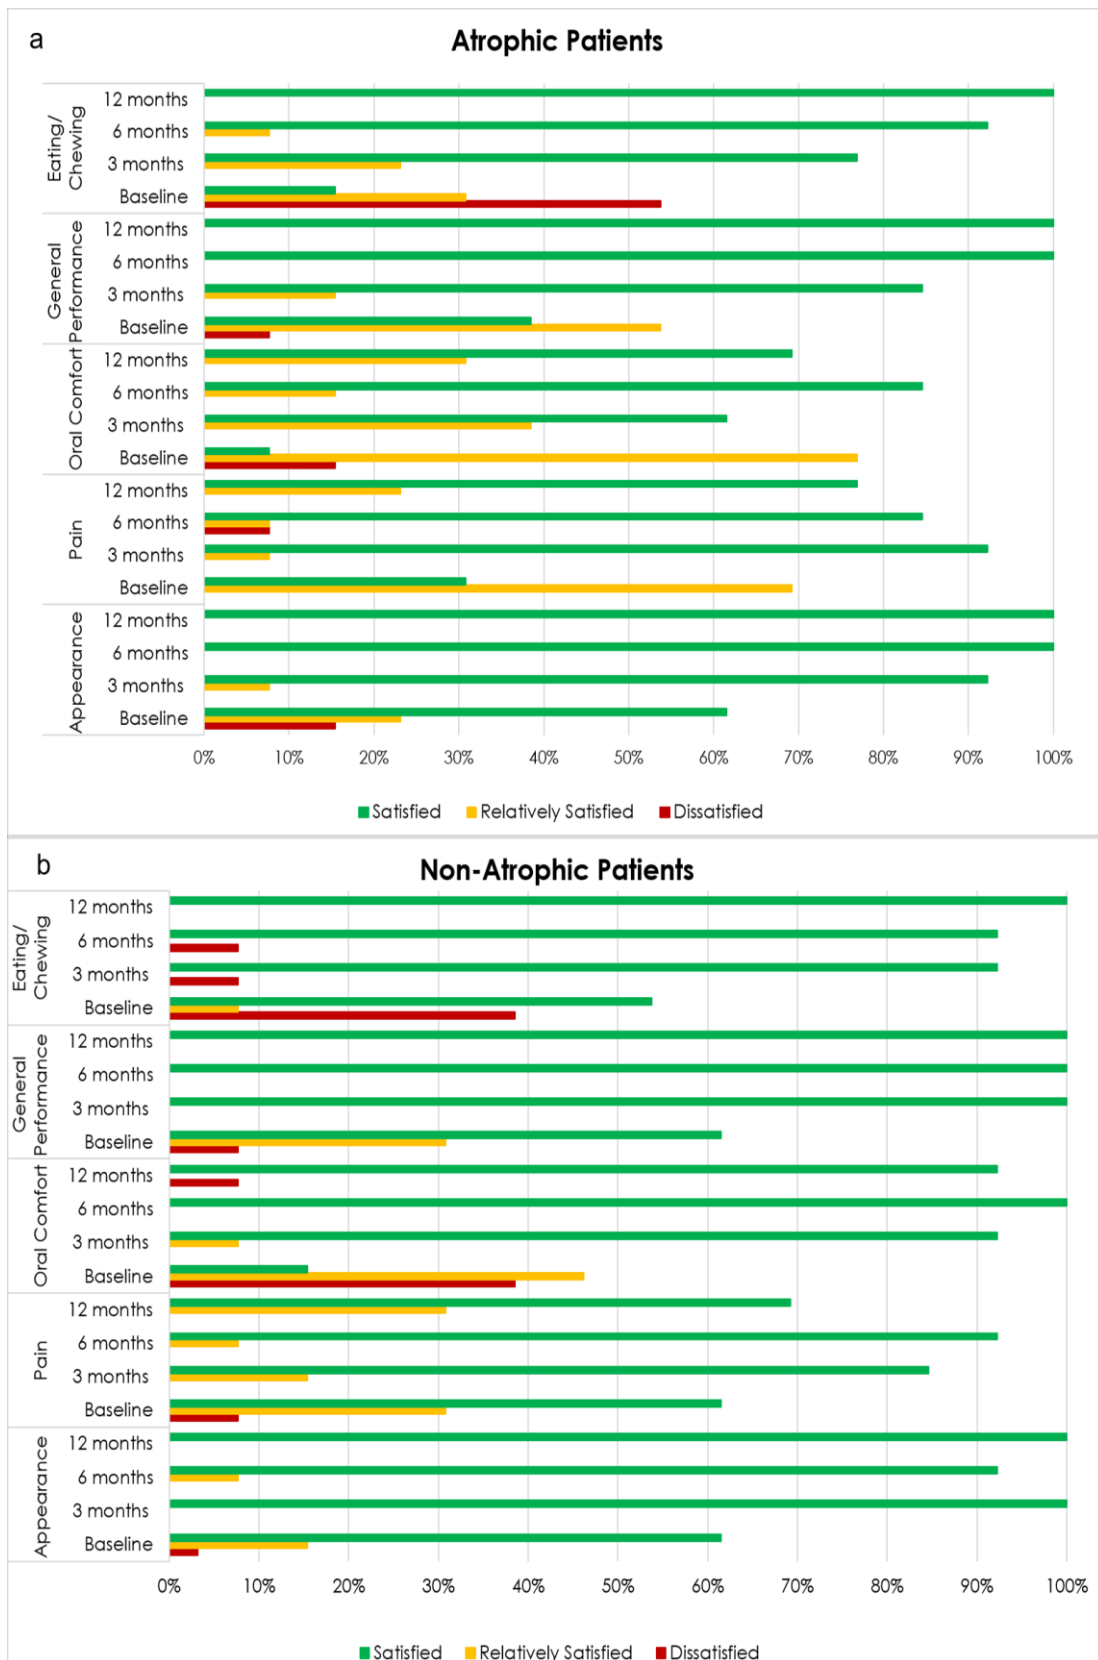 a
Atrophic Patients
Eating/
Chewing
12 months
6 months
3 months
Baseline
General
Performance
12 months
6 months
3 months
Baseline
Oral Comfort
12 months
6 months
3 months
Baseline
Pain
12 months
6 months
3 months
Baseline
Appearance
12 months
6 months
3 months
Baseline
0% 10% 20% 30% 40% 50% 60% 70% 80% 90% 100%
Satisfied Relatively Satisfied Dissatisfied
b
Non-Atrophic Patients
Eating/
Chewing
12 months
6 months
3 months
Baseline
General
Performance
12 months
6 months
3 months
Baseline
Oral Comfort
12 months
6 months
3 months
Baseline
Pain
12 months
6 months
3 months
Baseline
Appearance
12 months
6 months
3 months
Baseline
0% 10% 20% 30% 40% 50% 60% 70% 80% 90% 100%
Satisfied Relatively Satisfied Dissatisfied